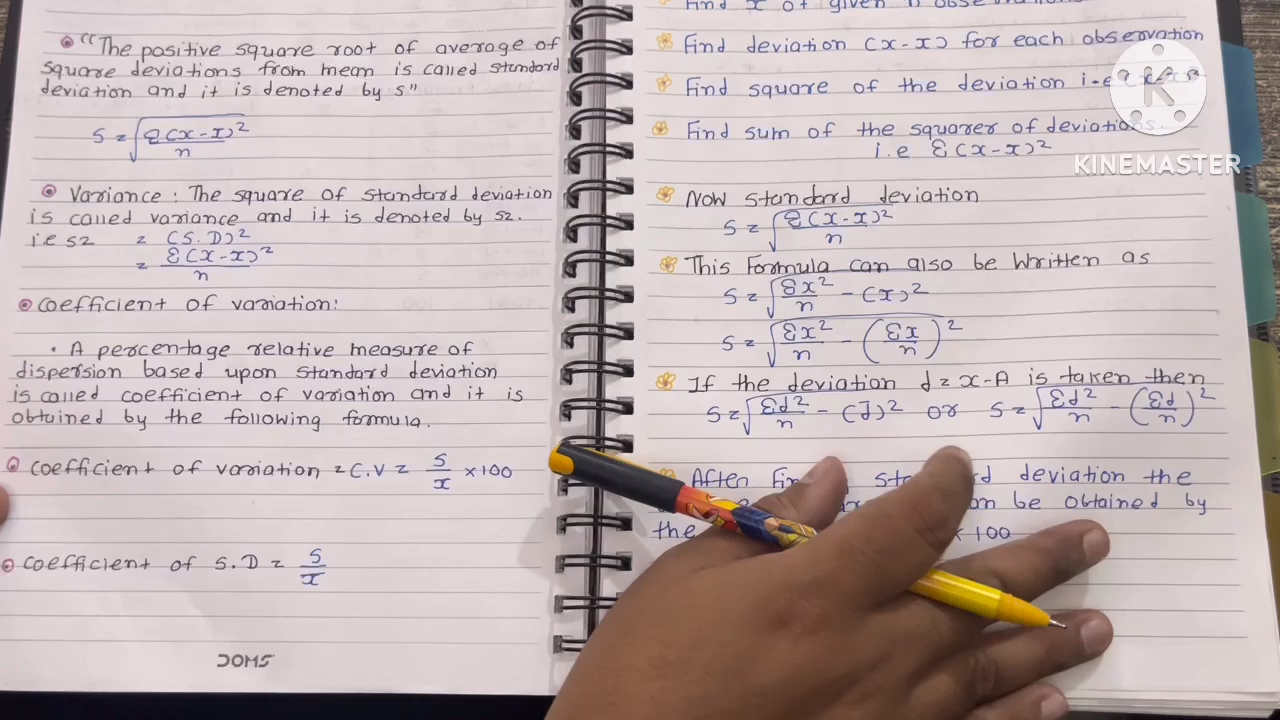 "The positive square root of average of
square deviations from mean is called standard
deviation and it is denoted by s"
S = √Σ(x-x)²/n
Variance : The square of standard deviation
is called variance and it is denoted by s2.
i.e s2 = (S.D)²
= Σ(x-x)²/n
coefficient of variation:
· A percentage relative measure of
dispersion based upon standard deviation
is called coefficient of variation and it is
obtained by the following formula.
coefficient of variation = C.V = s/x ×100
coefficient of S.D = s/x
DOMS
Find x of given n
Find deviation (x-x) for each observation
Find square of the deviation i.e
Find sum of the squarer of deviations.
i.e Σ(x-x)²
Now standard deviation
S = √Σ(x-x)²/n
This Formula can also be written as
S = √Σx²/n - (x)²
S = √Σx²/n - (Σx/n)²
If the deviation d = x-A is taken then
S = √Σd²/n - (d̄)² or S = √Σd²/n - (Σd/n)²
After deviation the
be obtained by
the × 100
K
KINEMASTER